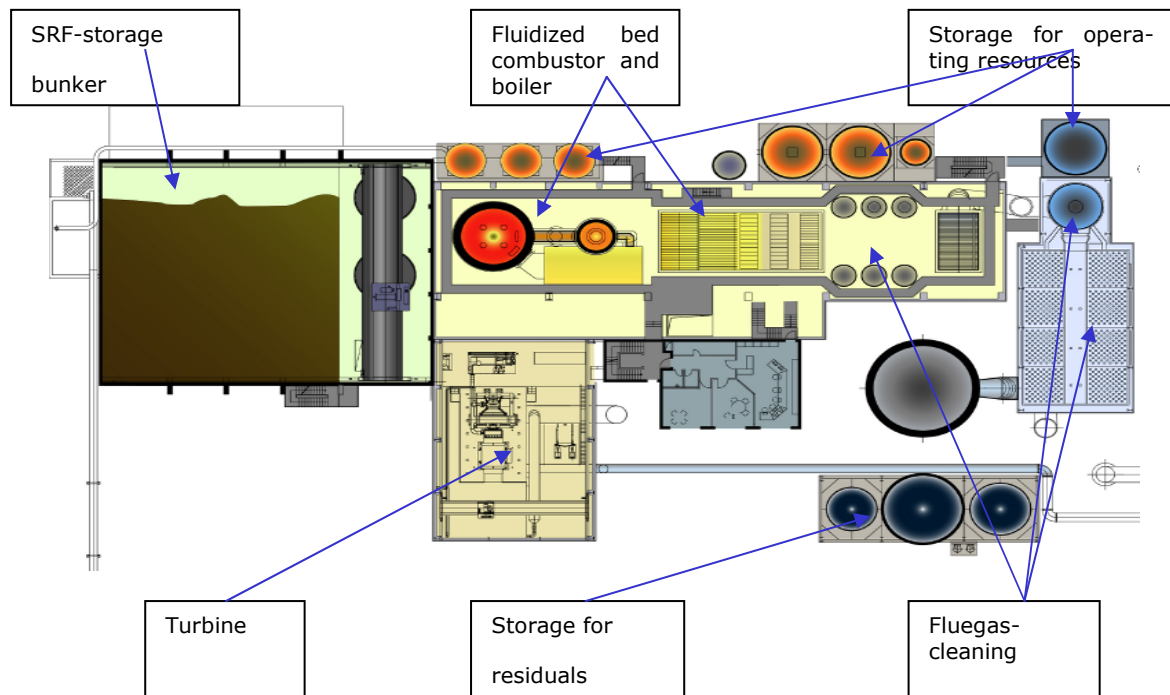 SRF-storage
bunker
Fluidized bed
combustor and
boiler
Storage for opera-
ting resources
Turbine
Storage for
residuals
Fluegas-
cleaning